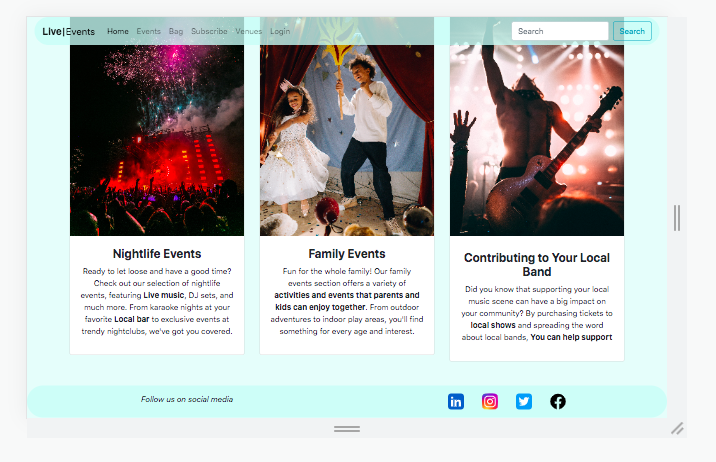 Live|Events Home Events Bag Subscribe Venues Login Search Search
Nightlife Events
Ready to let loose and have a good time?
Check out our selection of nightlife
events, featuring Live music, DJ sets, and
much more. From karaoke nights at your
favorite Local bar to exclusive events at
trendy nightclubs, we've got you covered.
Family Events
Fun for the whole family! Our family
events section offers a variety of
activities and events that parents and
kids can enjoy together. From outdoor
adventures to indoor play areas, you'll find
something for every age and interest.
Contributing to Your Local
Band
Did you know that supporting your local
music scene can have a big impact on
your community? By purchasing tickets to
local shows and spreading the word
about local bands, You can help support
Follow us on social media